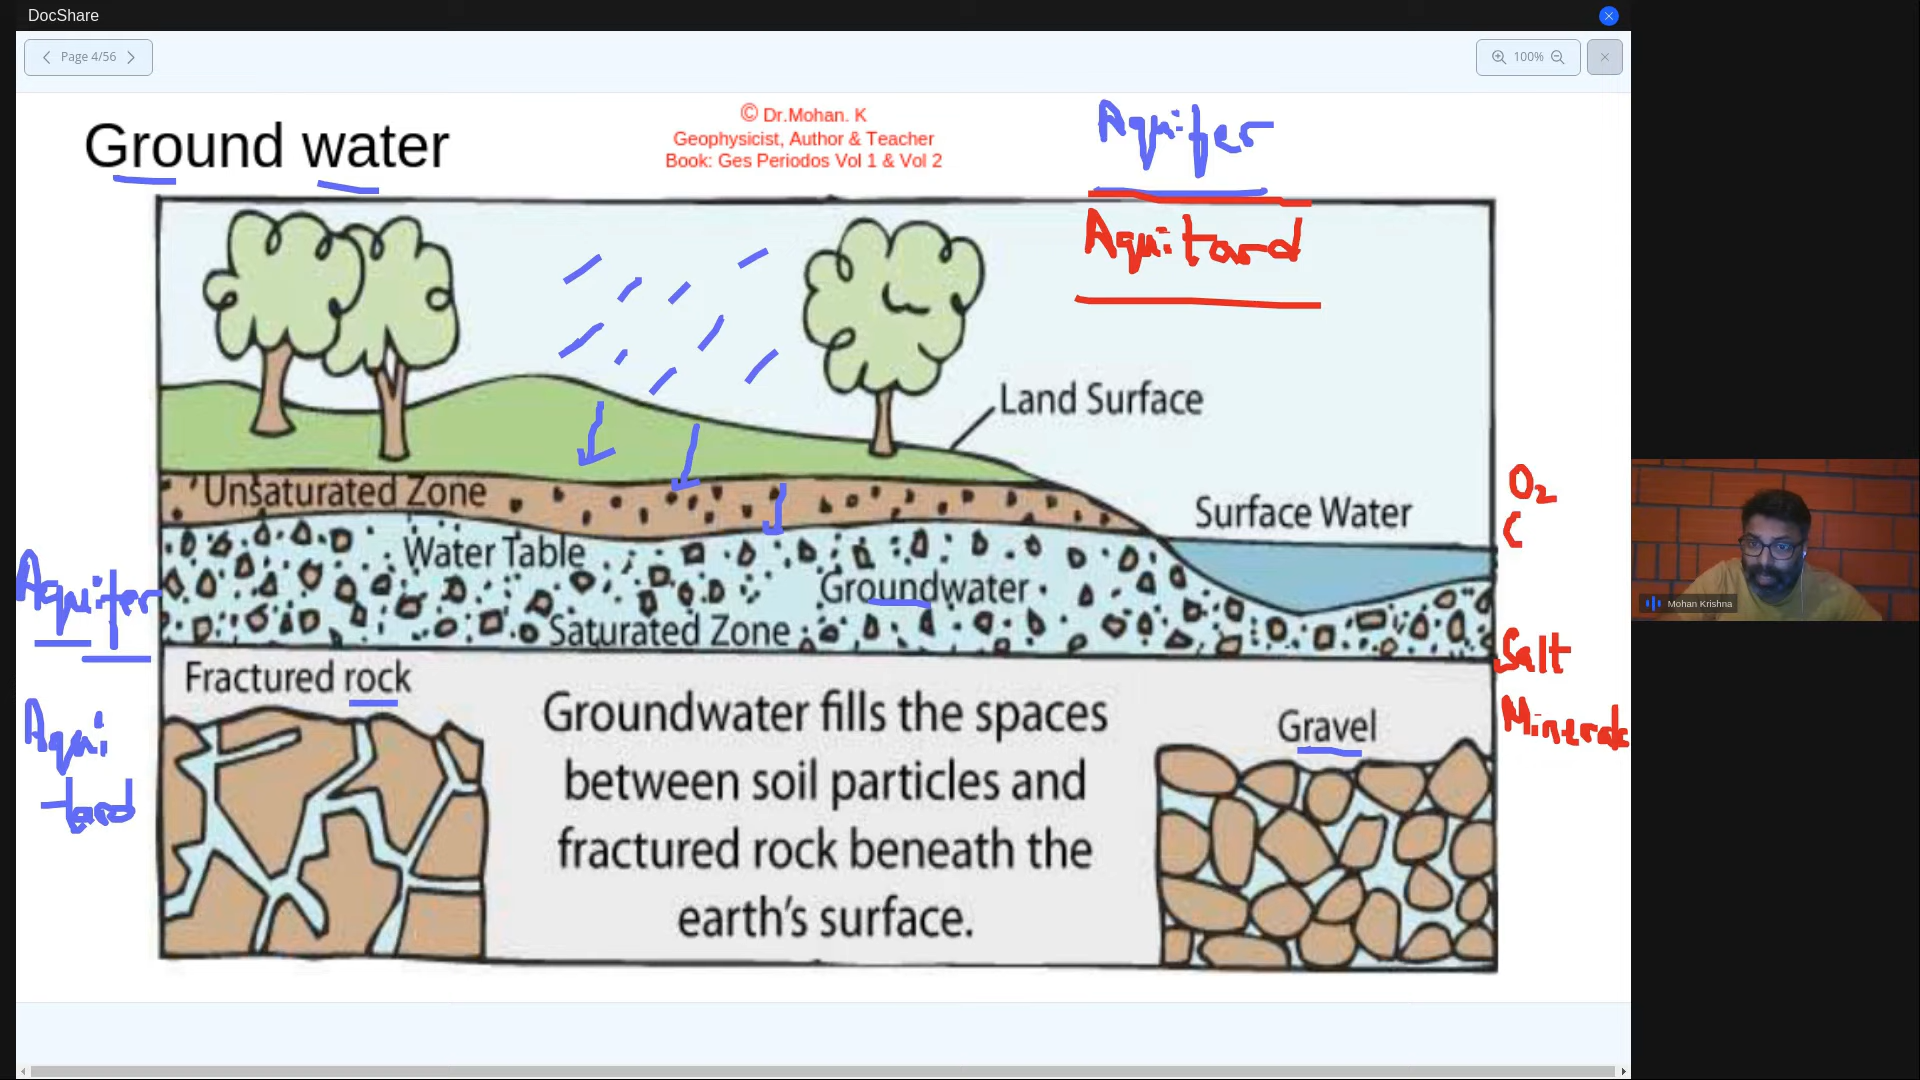 DocShare
Page 4/56
100%
Ground water
© Dr.Mohan. K
Geophysicist, Author & Teacher
Book: Ges Periodos Vol 1 & Vol 2
Aquifer
Aquitard
Land Surface
Unsaturated Zone
Surface Water
O2
C
Water Table
Groundwater
Aquifer
Saturated Zone
Salt
Minerals
Fractured rock
Aqui
tard
Gravel
Groundwater fills the spaces
between soil particles and
fractured rock beneath the
earth's surface.
Mohan Krishna